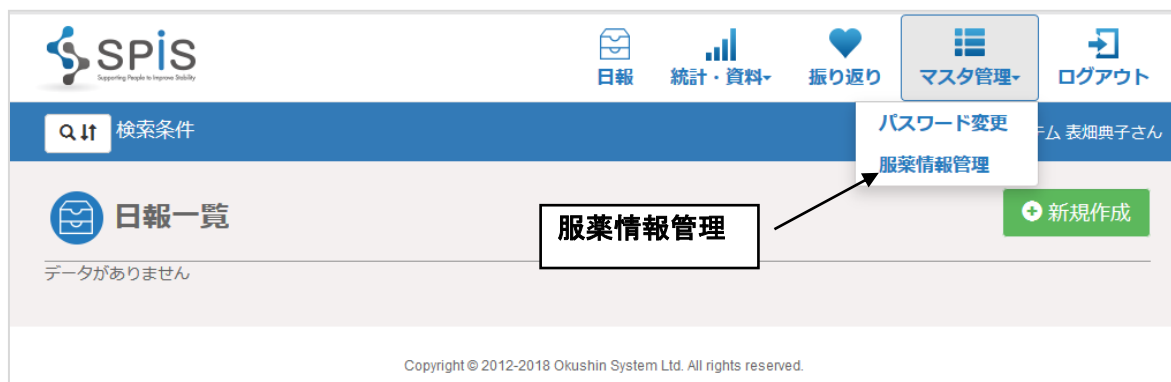 SPiS
Supporting People to Improve Stability
日報
統計・資料
振り返り
マスタ管理
ログアウト
検索条件
パスワード変更
服薬情報管理
テム 表畑典子さん
日報一覧
服薬情報管理
新規作成
データがありません
Copyright © 2012-2018 Okushin System Ltd. All rights reserved.